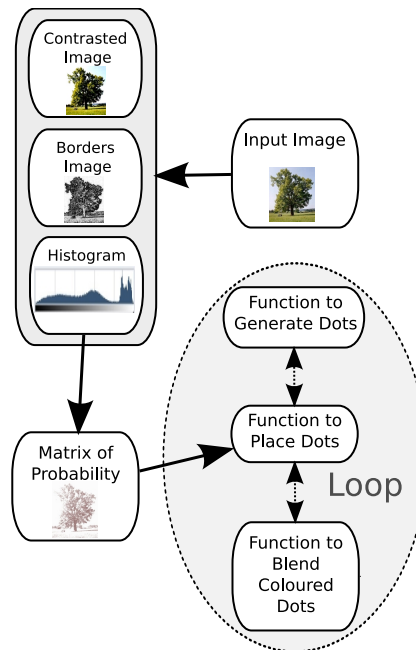 Contrasted
Image
Borders
Image
Histogram
Input Image
Matrix of
Probability
Function to
Generate Dots
Function to
Place Dots
Loop
Function to
Blend
Coloured
Dots